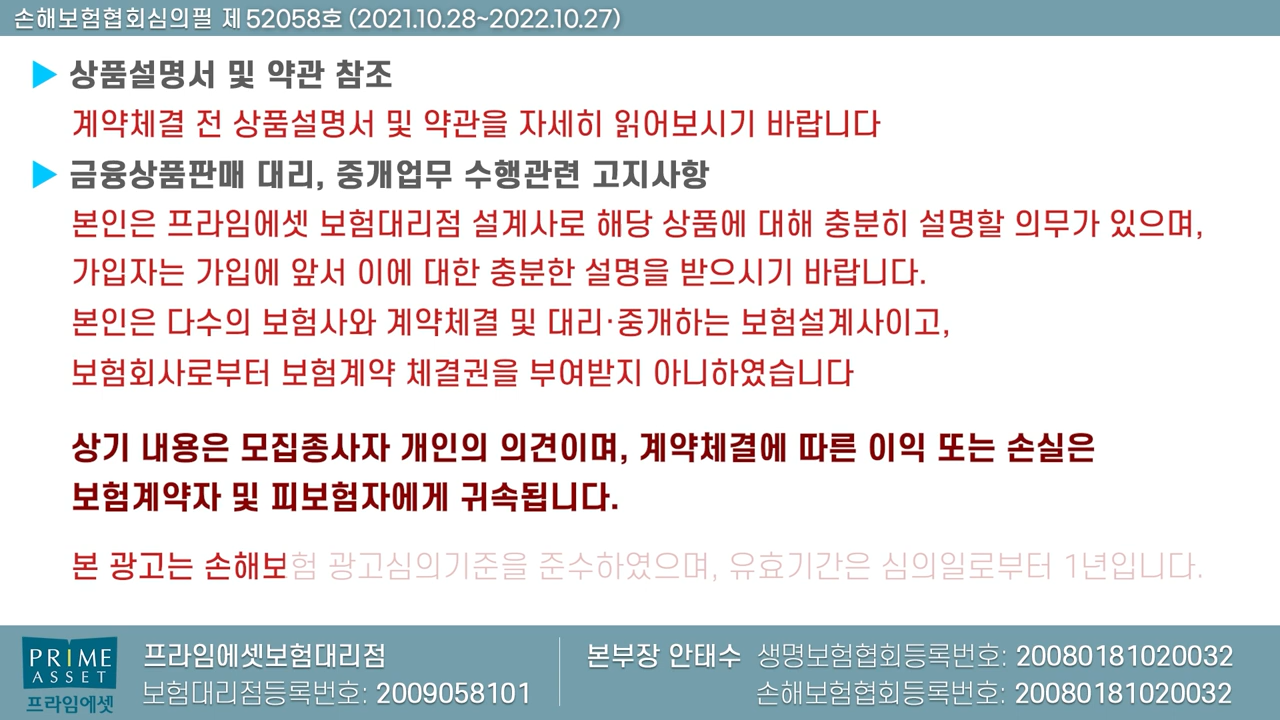 손해보험협회심의필 제 52058호 (2021.10.28~2022.10.27)
▶ 상품설명서 및 약관 참조
계약체결 전 상품설명서 및 약관을 자세히 읽어보시기 바랍니다
▶ 금융상품판매 대리, 중개업무 수행관련 고지사항
본인은 프라임에셋 보험대리점 설계사로 해당 상품에 대해 충분히 설명할 의무가 있으며,
가입자는 가입에 앞서 이에 대한 충분한 설명을 받으시기 바랍니다.
본인은 다수의 보험사와 계약체결 및 대리·중개하는 보험설계사이고,
보험회사로부터 보험계약 체결권을 부여받지 아니하였습니다
상기 내용은 모집종사자 개인의 의견이며, 계약체결에 따른 이익 또는 손실은
보험계약자 및 피보험자에게 귀속됩니다.
본 광고는 손해보험 광고심의기준을 준수하였으며, 유효기간은 심의일로부터 1년입니다.
PRIME
ASSET
프라임에셋
프라임에셋보험대리점
보험대리점등록번호: 2009058101
본부장 안태수 생명보험협회등록번호: 20080181020032
손해보험협회등록번호: 20080181020032